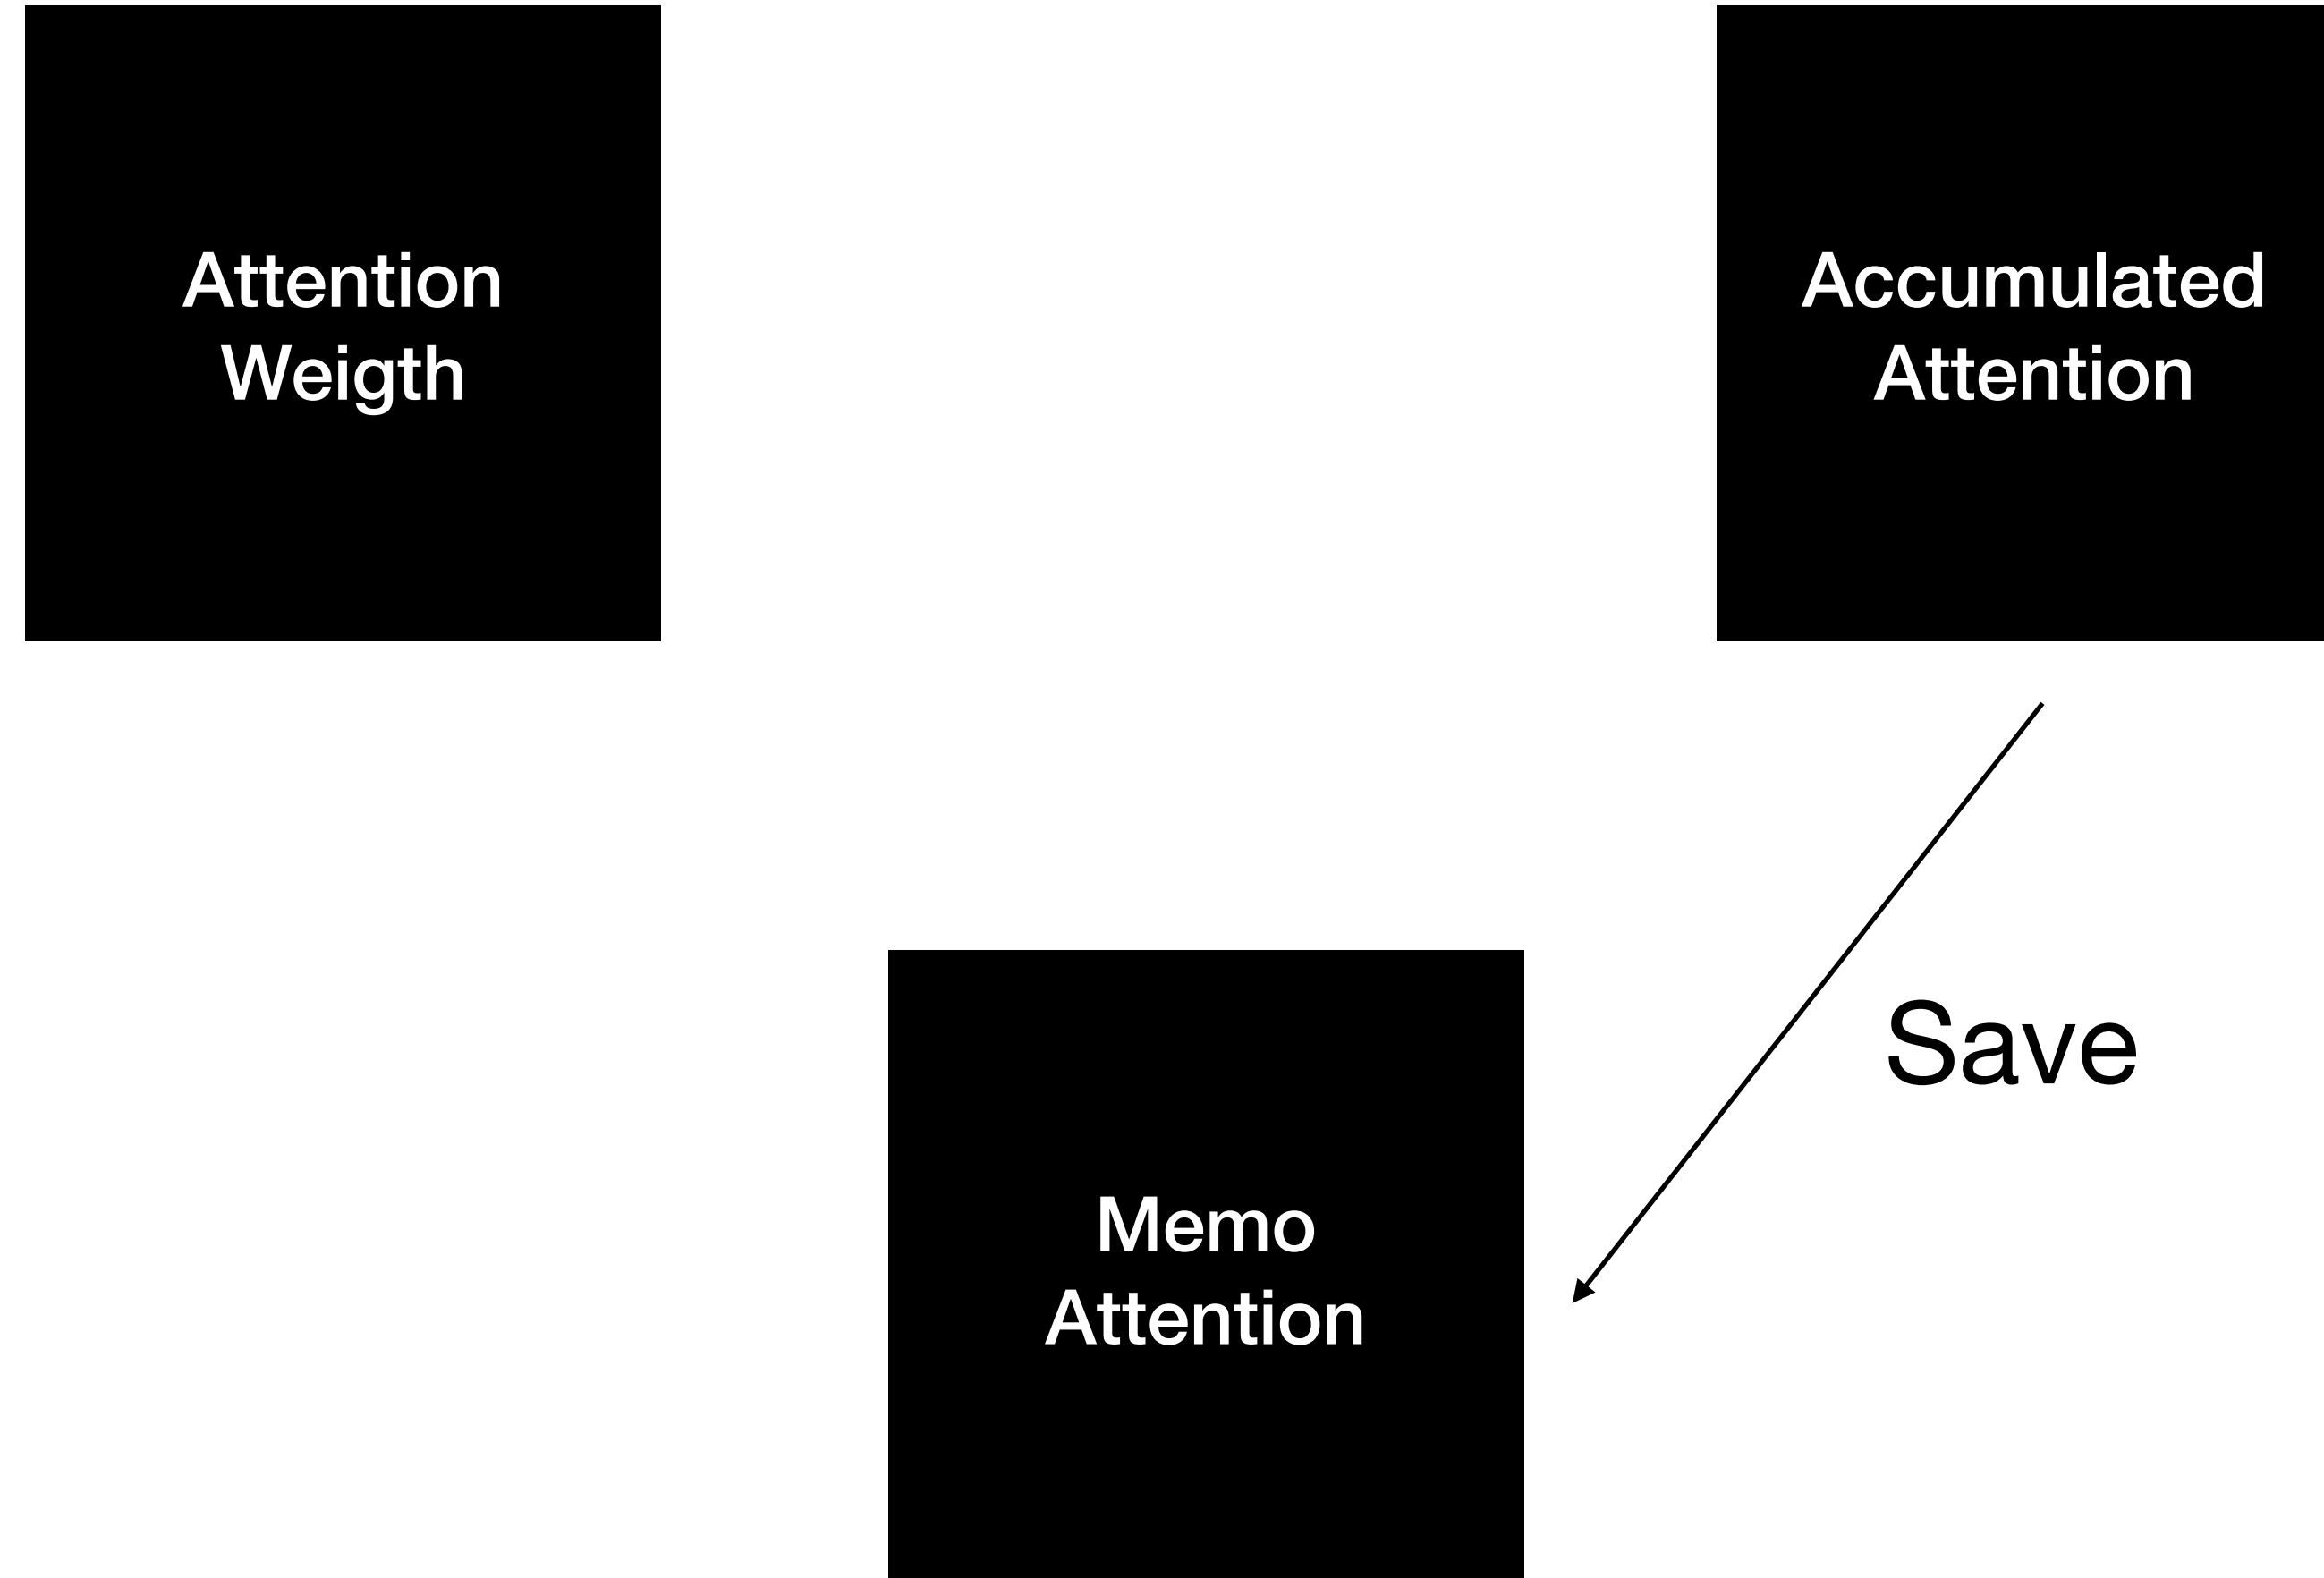 Attention
Weigth
Accumulated
Attention
Save
Memo
Attention